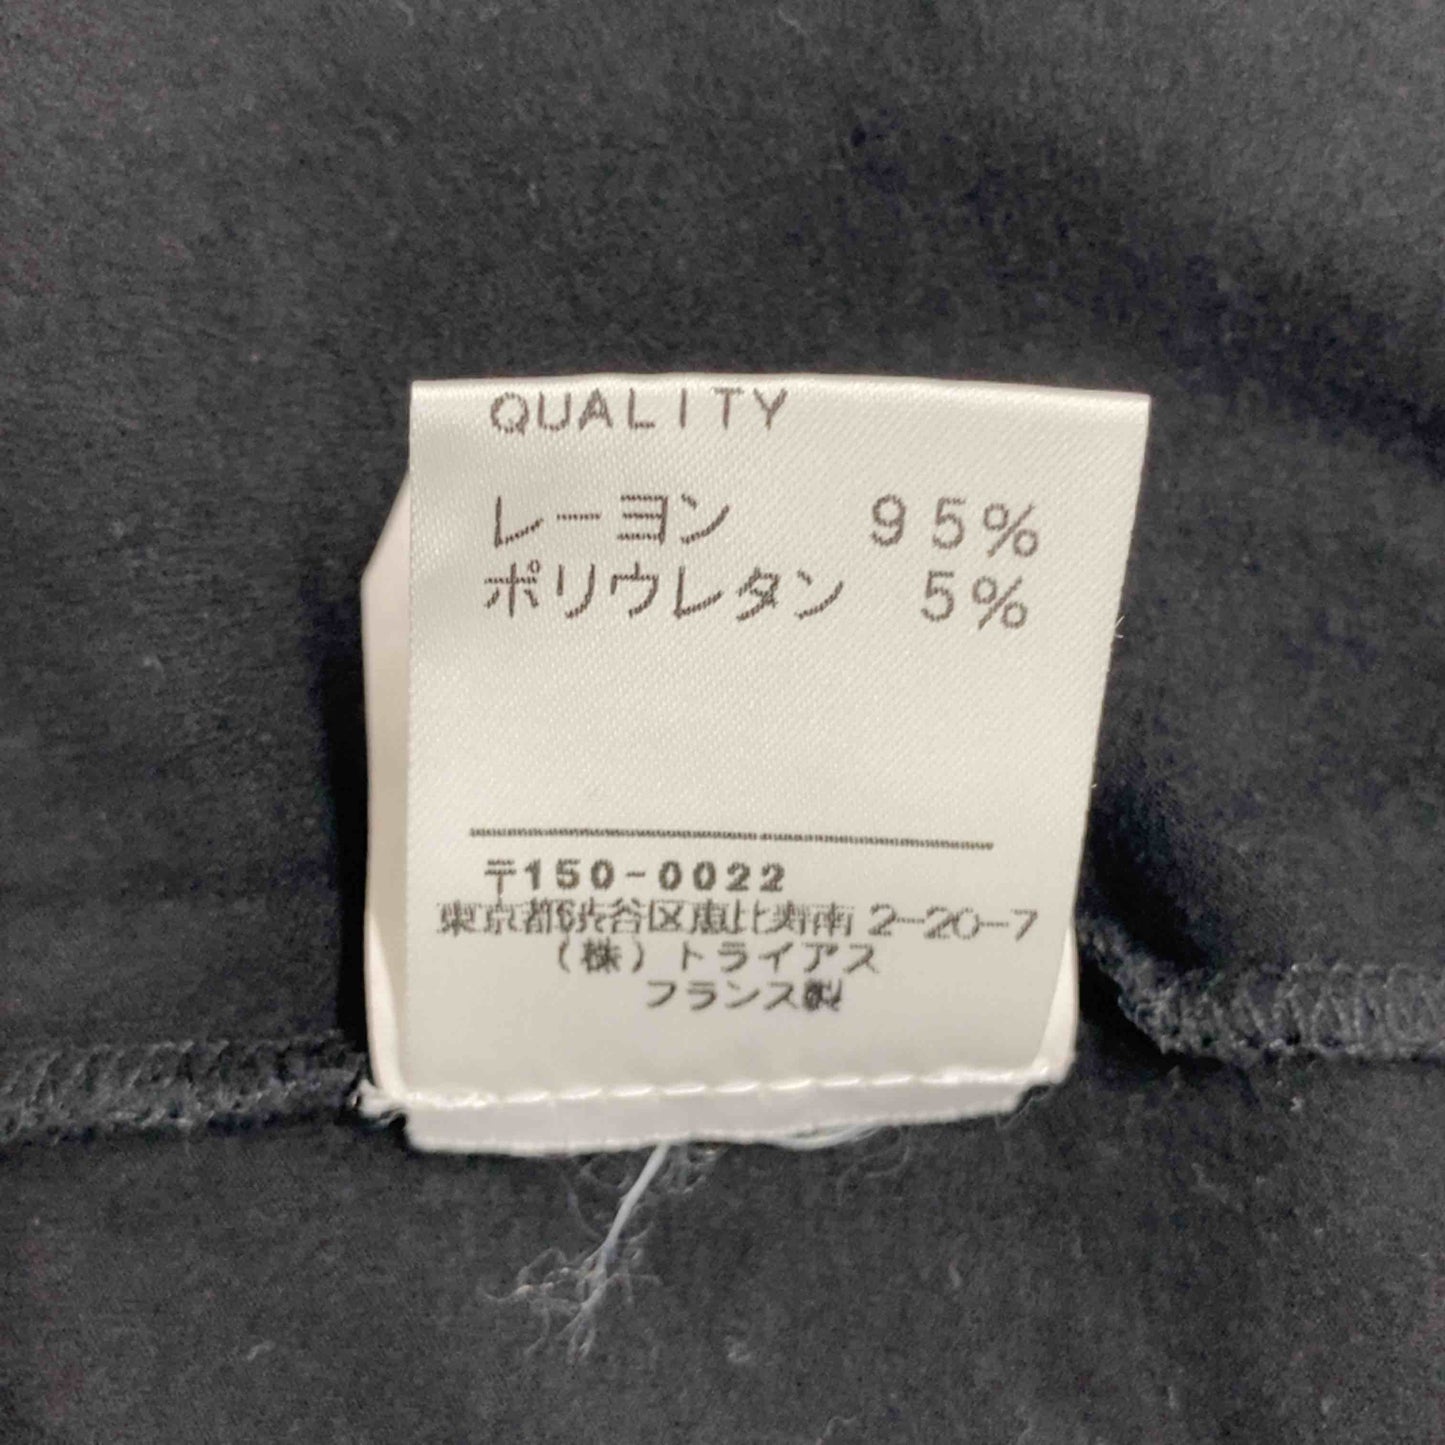 QUALITY
レーヨン 95%
ポリウレタン 5%
〒150-0022
東京都渋谷区恵比寿南 2-20-7
(株)トライアス
フランス製